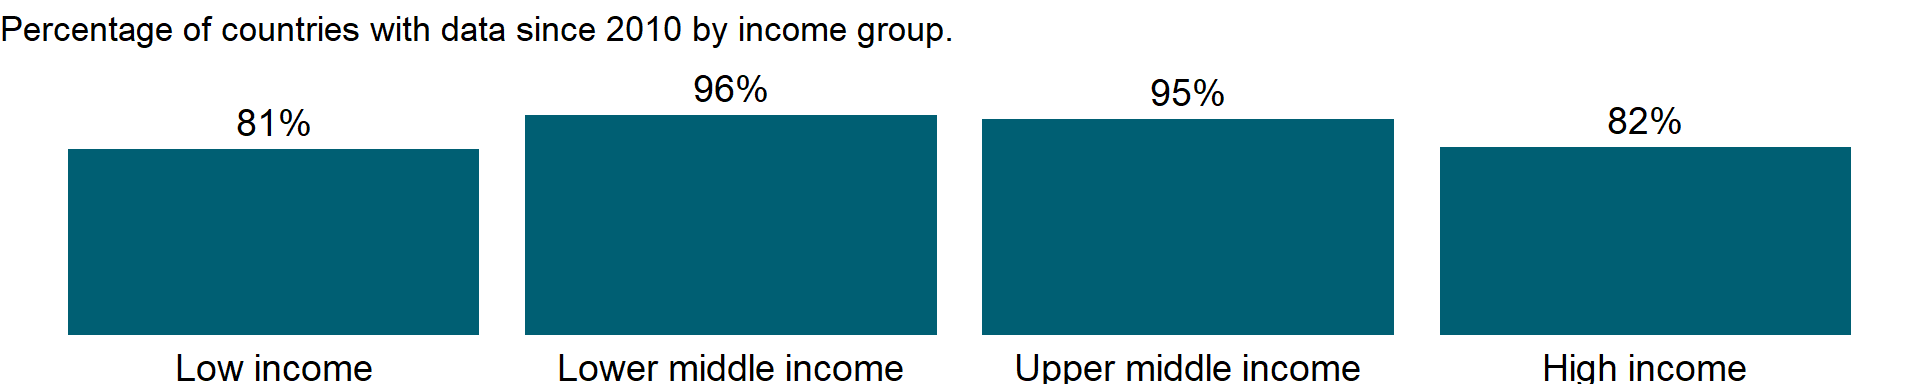 Percentage of countries with data since 2010 by income group.
81%
96%
95%
82%
Low income
Lower middle income
Upper middle income
High income